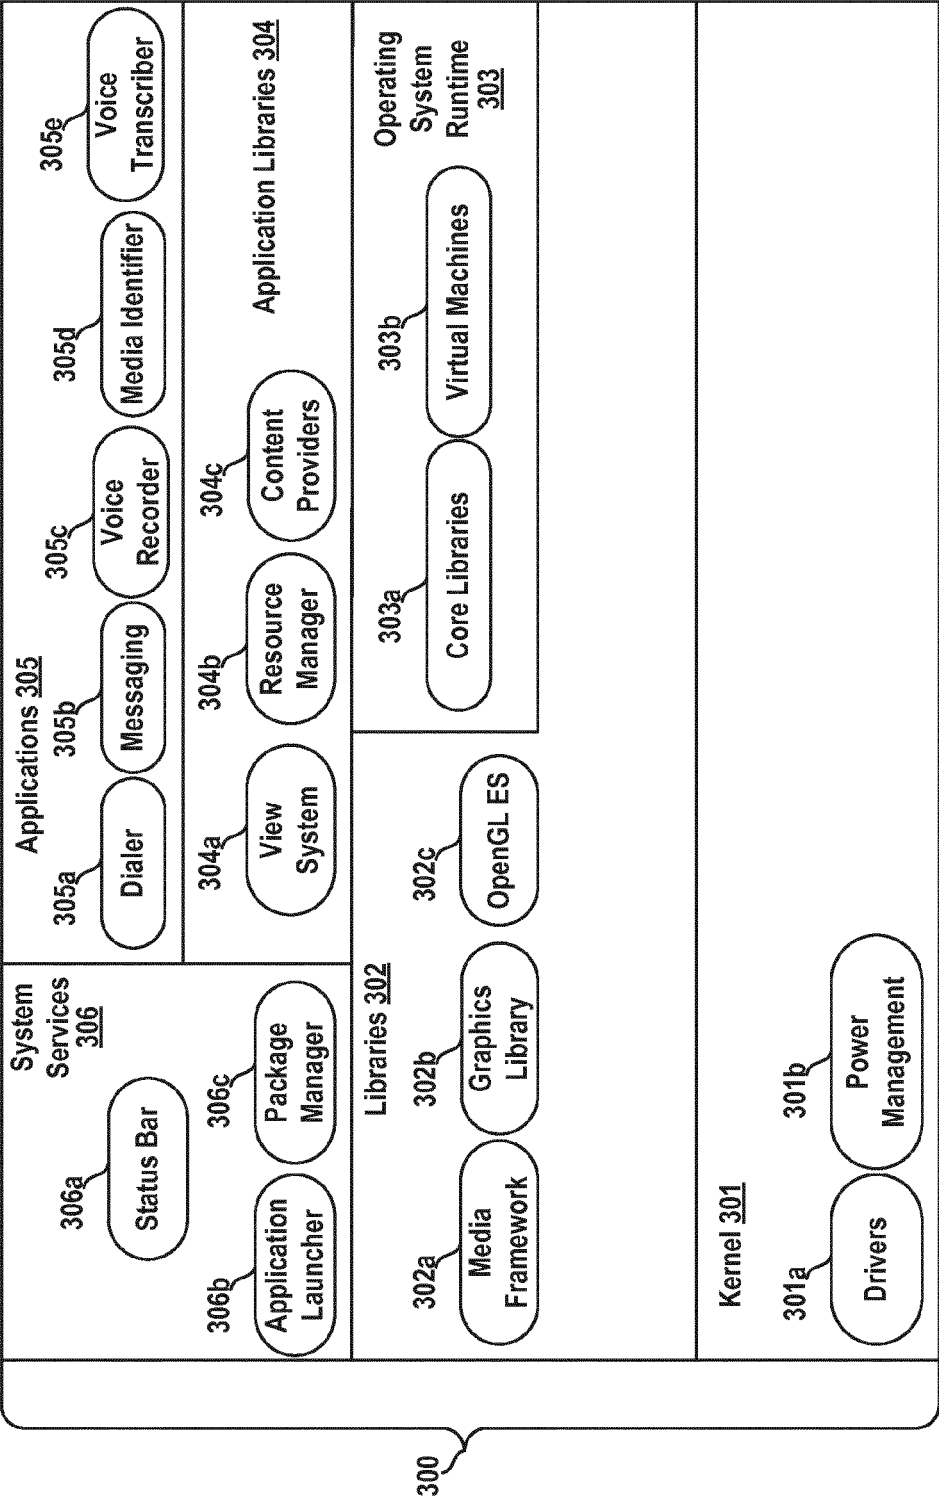 300
System
Services
306
306a
Status Bar
306b
Application
Launcher
306c
Package
Manager
Applications 305
305a
Dialer
305b
Messaging
305c
Voice
Recorder
305d
Media Identifier
305e
Voice
Transcriber
304a
View
System
304b
Resource
Manager
304c
Content
Providers
Application Libraries 304
Libraries 302
302a
Media
Framework
302b
Graphics
Library
302c
OpenGL ES
303a
Core Libraries
303b
Virtual Machines
Operating
System
Runtime
303
Kernel 301
301a
Drivers
301b
Power
Management